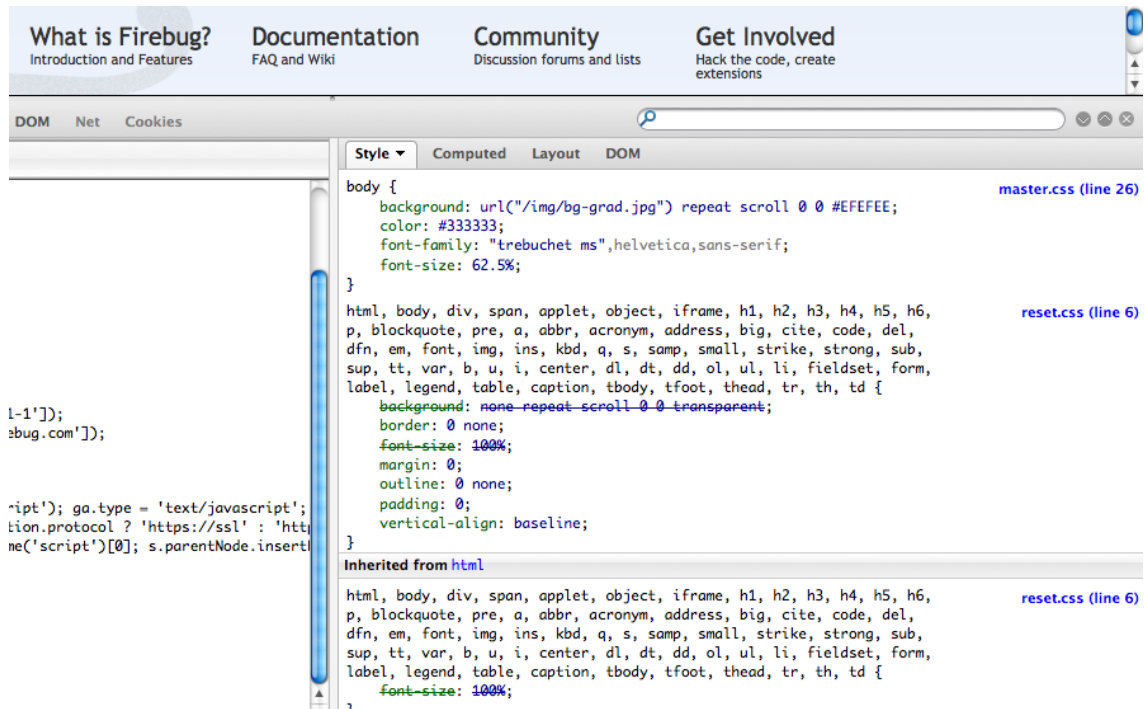 What is Firebug?
Introduction and Features
Documentation
FAQ and Wiki
Community
Discussion forums and lists
Get Involved
Hack the code, create
extensions
DOM Net Cookies
l-1']);
ebug.com']);
ript'); ga.type = 'text/javascript';
tion.protocol ? 'https://ssl' : 'htt
me('script')[0]; s.parentNode.insert
Style Computed Layout DOM
body { master.css (line 26)
background: url("/img/bg-grad.jpg") repeat scroll 0 0 #EFEFEE;
color: #333333;
font-family: "trebuchet ms",helvetica,sans-serif;
font-size: 62.5%;
}
html, body, div, span, applet, object, iframe, h1, h2, h3, h4, h5, h6, reset.css (line 6)
p, blockquote, pre, a, abbr, acronym, address, big, cite, code, del,
dfn, em, font, img, ins, kbd, q, s, samp, small, strike, strong, sub,
sup, tt, var, b, u, i, center, dl, dt, dd, ol, ul, li, fieldset, form,
label, legend, table, caption, tbody, tfoot, thead, tr, th, td {
background: none repeat scroll 0 0 transparent;
border: 0 none;
font-size: 100%;
margin: 0;
outline: 0 none;
padding: 0;
vertical-align: baseline;
}
Inherited from html
html, body, div, span, applet, object, iframe, h1, h2, h3, h4, h5, h6, reset.css (line 6)
p, blockquote, pre, a, abbr, acronym, address, big, cite, code, del,
dfn, em, font, img, ins, kbd, q, s, samp, small, strike, strong, sub,
sup, tt, var, b, u, i, center, dl, dt, dd, ol, ul, li, fieldset, form,
label, legend, table, caption, tbody, tfoot, thead, tr, th, td {
font-size: 100%;
}